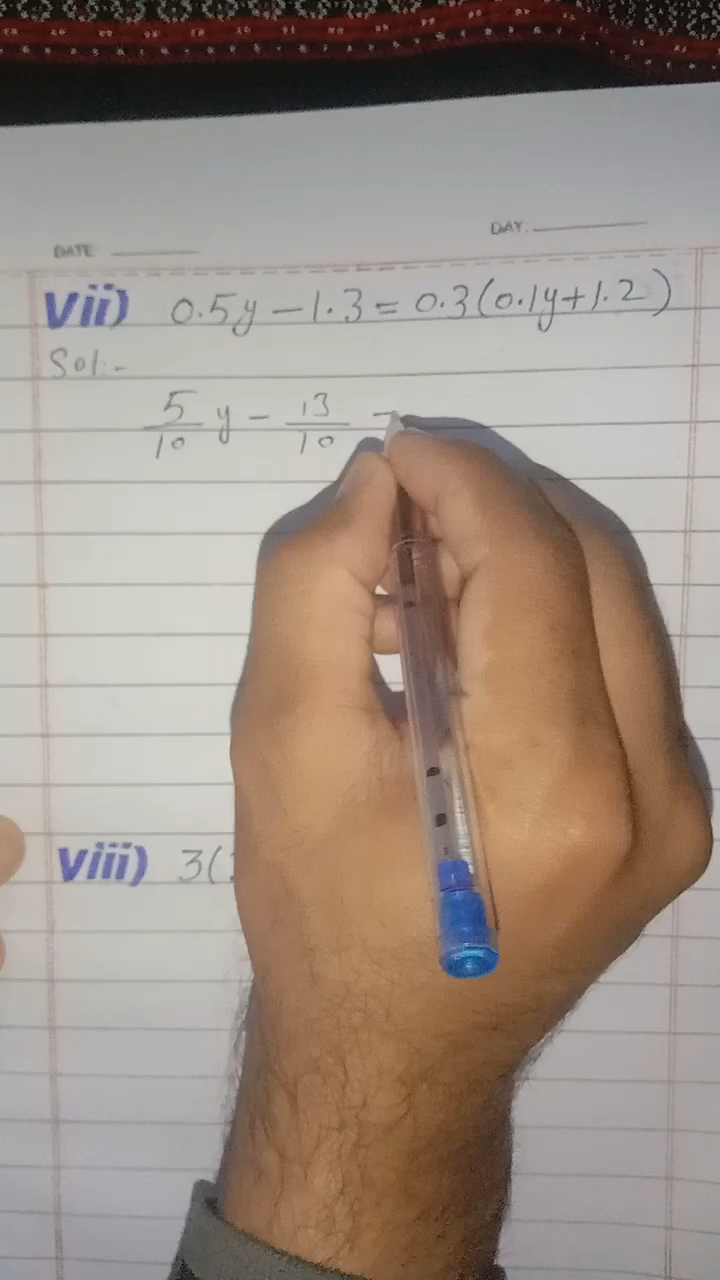 DATE DAY:
vii) 0.5y - 1.3 = 0.3(0.1y+1.2)
Sol:-
5/10 y - 13/10
viii) 3(